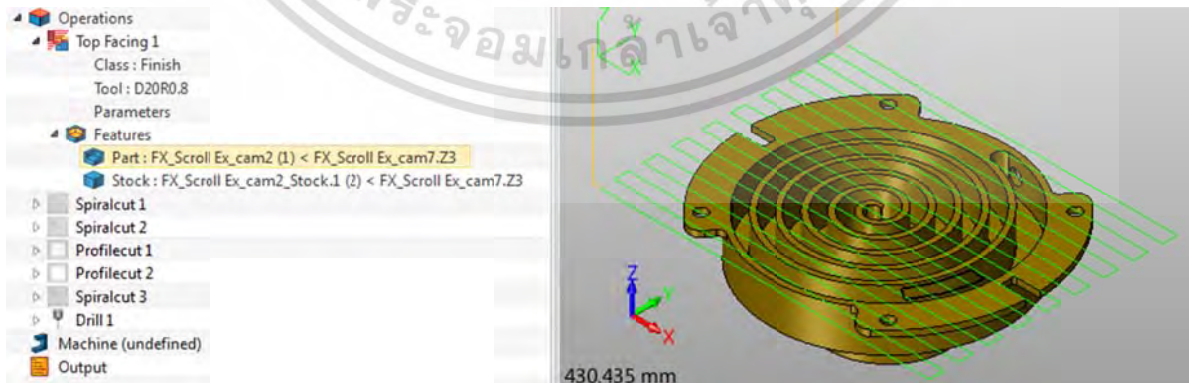 Operations
Top Facing 1
Class : Finish
Tool : D20R0.8
Parameters
Features
Part : FX_Scroll Ex_cam2 (1) < FX_Scroll Ex_cam7.Z3
Stock : FX_Scroll Ex_cam2_Stock.1 (2) < FX_Scroll Ex_cam7.Z3
Spiralcut 1
Spiralcut 2
Profilecut 1
Profilecut 2
Spiralcut 3
Drill 1
Machine (undefined)
Output
Z
Y
X
430.435 mm